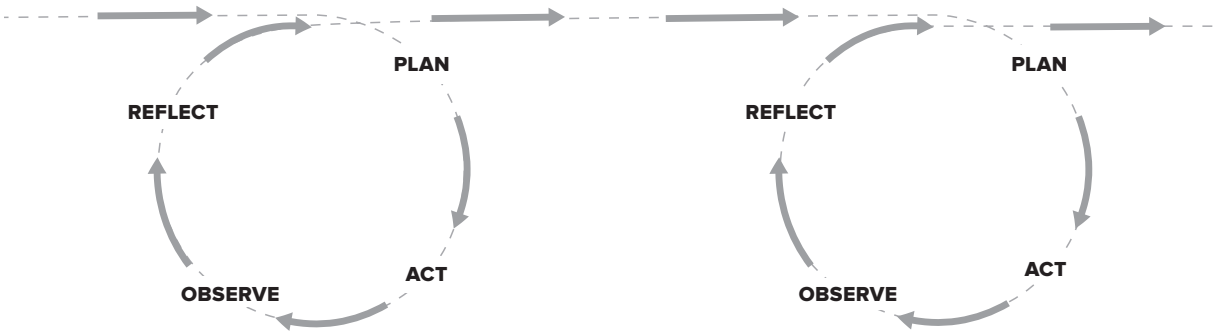 PLAN
ACT
OBSERVE
REFLECT
PLAN
ACT
OBSERVE
REFLECT